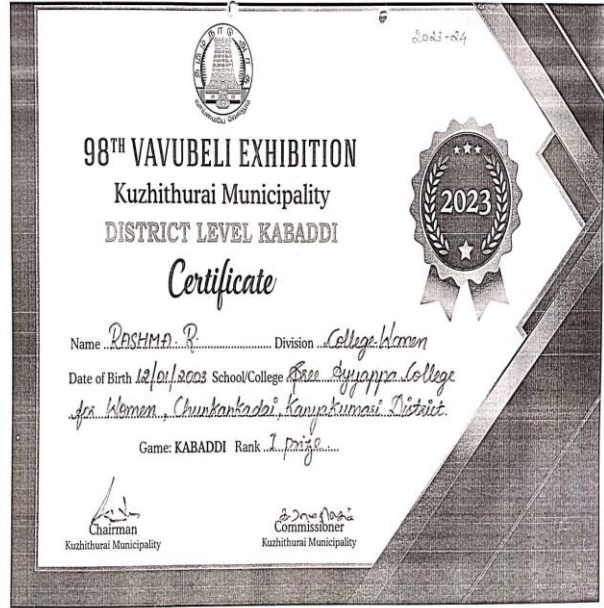 2023-24
98TH VAVUBELI EXHIBITION
Kuzhithurai Municipality
DISTRICT LEVEL KABADDI
Certificate
2023
Name RASHMA. R. Division College-Women
Date of Birth 12/01/2003 School/College Sree Ayyappa College
for Women, Chunkankadai, Kanyakumari District.
Game: KABADDI Rank I prize
Chairman
Kuzhithurai Municipality
Commissioner
Kuzhithurai Municipality